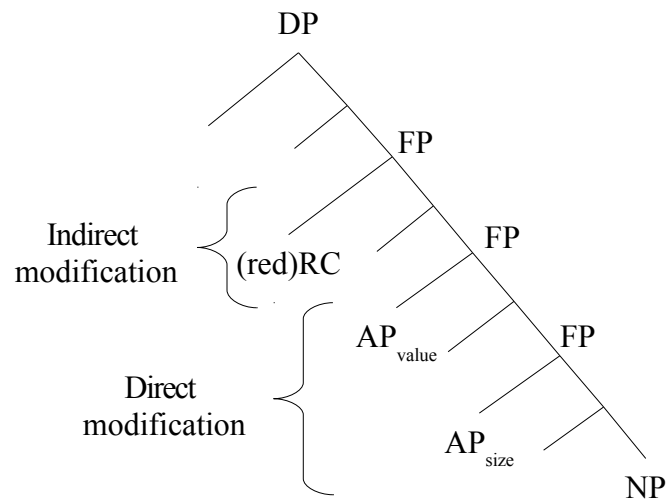 DP
FP
Indirect
modification
(red)RC
FP
AP_value
FP
Direct
modification
AP_size
NP